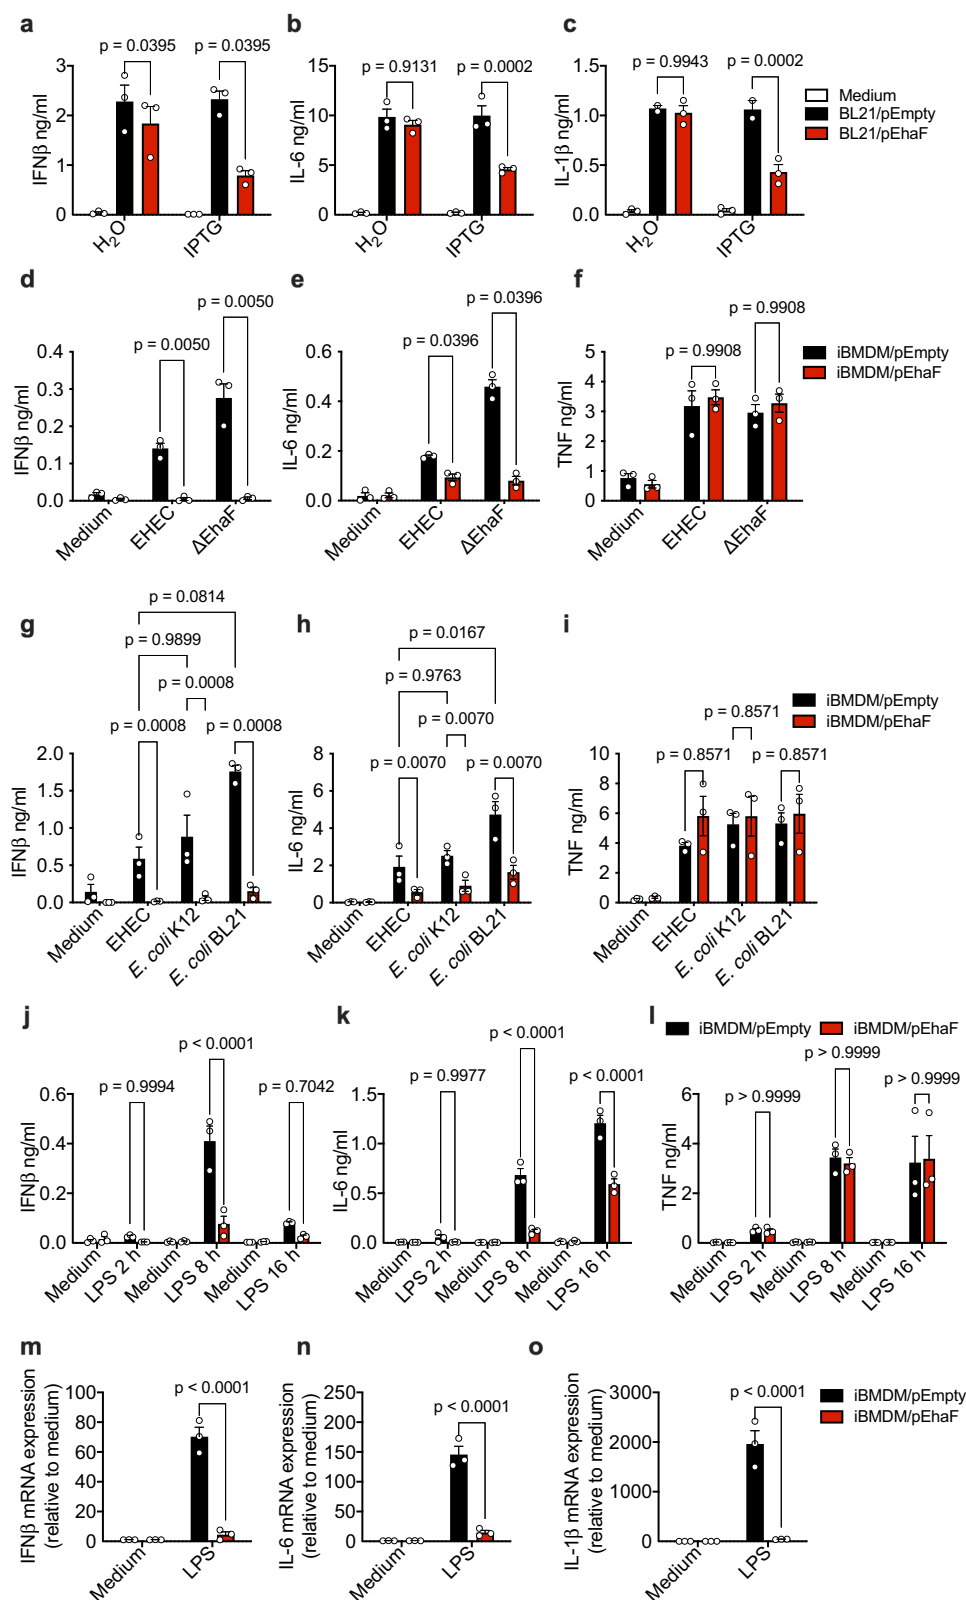 a
b
c
p = 0.0395
p = 0.0395
p = 0.9131
p = 0.0002
p = 0.9943
p = 0.0002
IFNβ ng/ml
3
2
1
0
H2O
IPTG
IL-6 ng/ml
15
10
5
0
H2O
IPTG
IL-1β ng/ml
1.5
1.0
0.5
0.0
H2O
IPTG
Medium
BL21/pEmpty
BL21/pEhaF
d
e
f
p = 0.0050
p = 0.0050
p = 0.0396
p = 0.0396
p = 0.9908
p = 0.9908
IFNβ ng/ml
0.4
0.3
0.2
0.1
0.0
Medium
EHEC
ΔEhaF
IL-6 ng/ml
0.6
0.4
0.2
0.0
Medium
EHEC
ΔEhaF
TNF ng/ml
5
4
3
2
1
0
Medium
EHEC
ΔEhaF
iBMDM/pEmpty
iBMDM/pEhaF
g
h
i
p = 0.0814
p = 0.9899
p = 0.0008
p = 0.0008
p = 0.0008
p = 0.0167
p = 0.9763
p = 0.0070
p = 0.0070
p = 0.0070
p = 0.8571
p = 0.8571
p = 0.8571
IFNβ ng/ml
2.0
1.5
1.0
0.5
0.0
Medium
EHEC
E. coli K12
E. coli BL21
IL-6 ng/ml
8
6
4
2
0
Medium
EHEC
E. coli K12
E. coli BL21
TNF ng/ml
10
8
6
4
2
0
Medium
EHEC
E. coli K12
E. coli BL21
iBMDM/pEmpty
iBMDM/pEhaF
j
k
l
iBMDM/pEmpty
iBMDM/pEhaF
p = 0.9994
p < 0.0001
p = 0.7042
p = 0.9977
p < 0.0001
p <0.0001
p > 0.9999
p > 0.9999
p > 0.9999
IFNβ ng/ml
0.6
0.4
0.2
0.0
Medium
LPS 2 h
Medium
LPS 8 h
Medium
LPS 16 h
IL-6 ng/ml
1.5
1.0
0.5
0.0
Medium
LPS 2 h
Medium
LPS 8 h
Medium
LPS 16 h
TNF ng/ml
6
4
2
0
Medium
LPS 2 h
Medium
LPS 8 h
Medium
LPS 16 h
m
n
o
p < 0.0001
p < 0.0001
p < 0.0001
IFNβ mRNA expression
(relative to medium)
100
80
60
40
20
0
Medium
LPS
IL-6 mRNA expression
(relative to medium)
250
200
150
100
50
0
Medium
LPS
IL-1β mRNA expression
(relative to medium)
3000
2000
1000
0
Medium
LPS
iBMDM/pEmpty
iBMDM/pEhaF